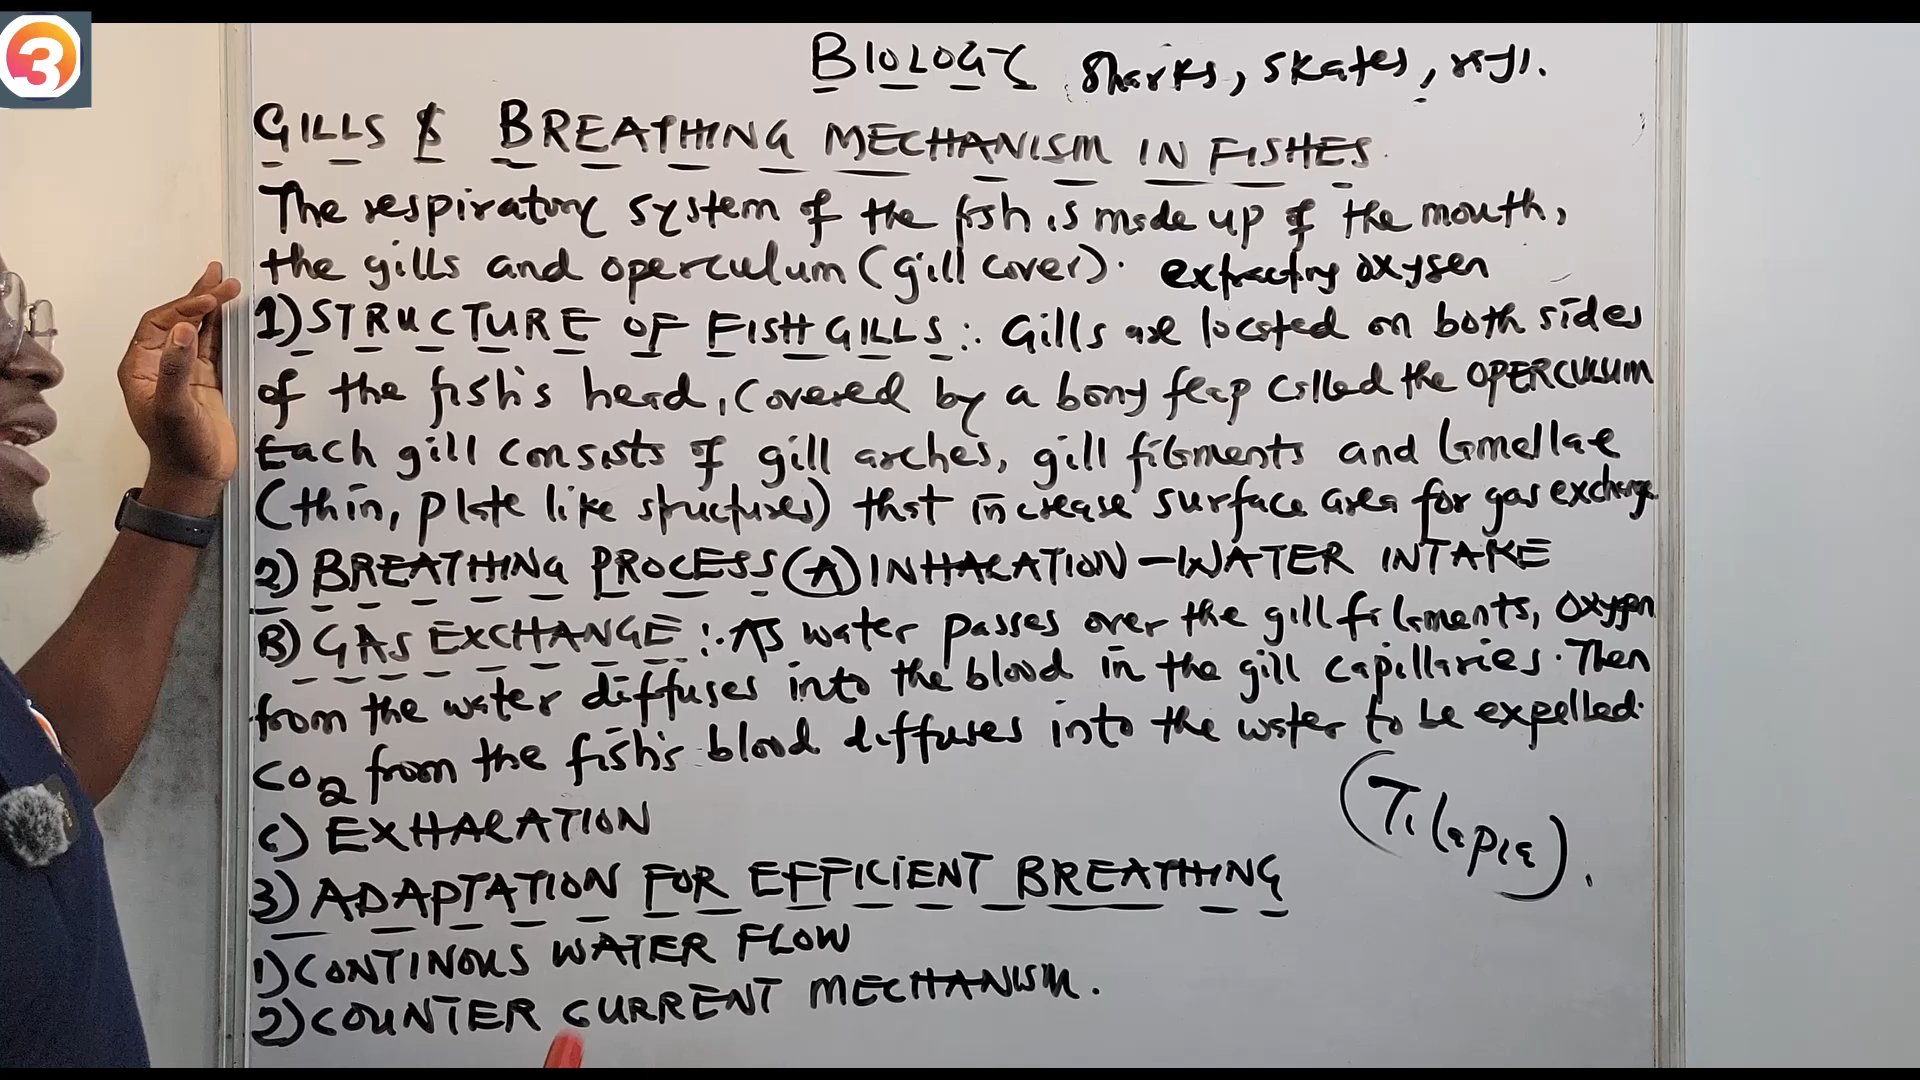 3
BIOLOGY sharks, skates, rays.
GILLS & BREATHING MECHANISM IN FISHES.
The respiratory system of the fish is made up of the mouth,
the gills and operculum (gill cover). extracting oxygen
1) STRUCTURE OF FISH GILLS:. Gills are located on both sides
of the fish's head, covered by a bony flap called the OPERCULUM
Each gill consists of gill arches, gill filaments and lamellae
(thin, plate like structures) that increase surface area for gas exchange
2) BREATHING PROCESS (A) INHALATION - WATER INTAKE
B) GAS EXCHANGE :. As water passes over the gill filaments, oxygen
from the water diffuses into the blood in the gill capillaries. Then
CO2 from the fish's blood diffuses into the water to be expelled.
C) EXHALATION
(Tilapia).
3) ADAPTATION FOR EFFICIENT BREATHING
1) CONTINOUS WATER FLOW
2) COUNTER CURRENT MECHANISM.